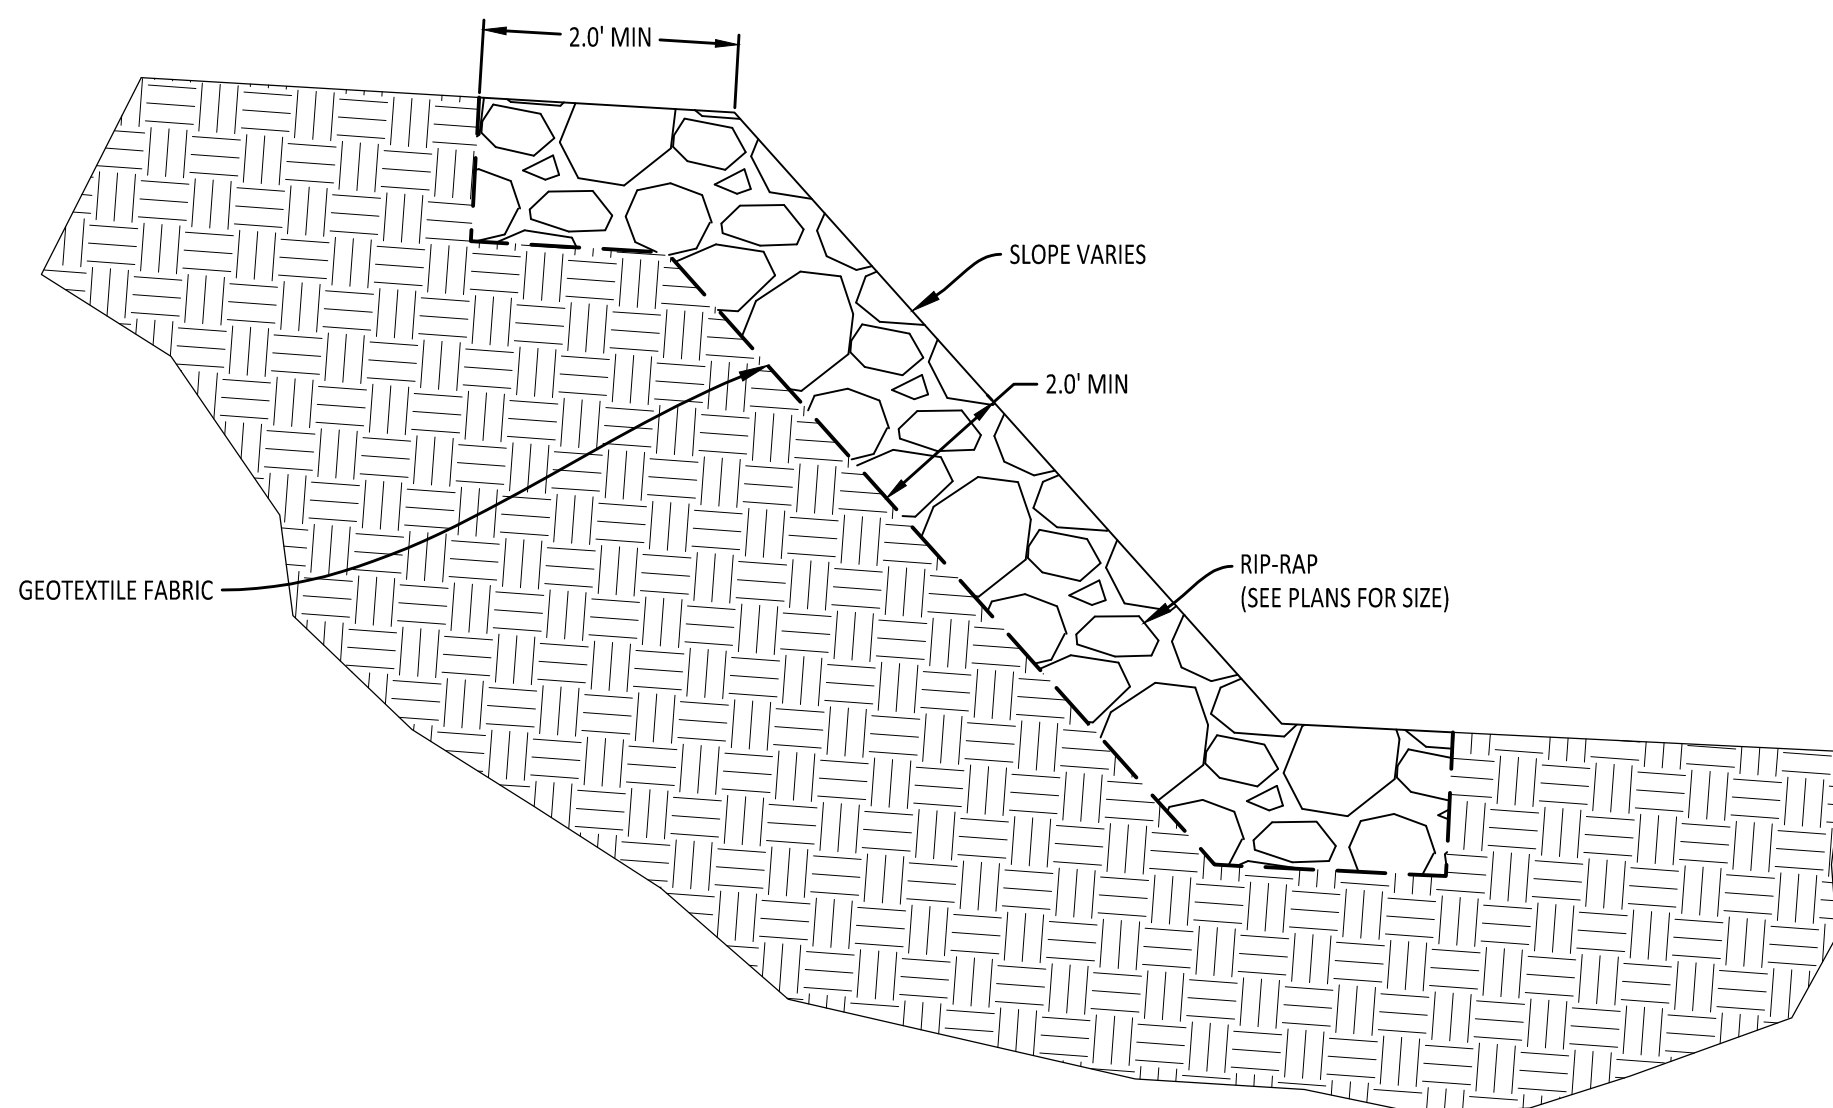 2.0' MIN
SLOPE VARIES
2.0' MIN
GEOTEXTILE FABRIC
RIP-RAP
(SEE PLANS FOR SIZE)